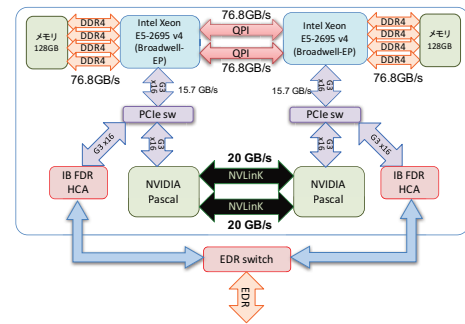 76.8GB/s
メモリ
128GB
DDR4
DDR4
DDR4
DDR4
76.8GB/s
Intel Xeon
E5-2695 v4
(Broadwell-
EP)
QPI
QPI
76.8GB/s
Intel Xeon
E5-2695 v4
(Broadwell-EP)
DDR4
DDR4
DDR4
DDR4
76.8GB/s
メモリ
128GB
G3
x16
15.7 GB/s
15.7 GB/s
G3
x16
PCIe sw
PCIe sw
G3 x16
G3
x16
G3
x16
G3 x16
IB FDR
HCA
NVIDIA
Pascal
20 GB/s
NVLinK
NVLinK
20 GB/s
NVIDIA
Pascal
IB FDR
HCA
EDR switch
EDR